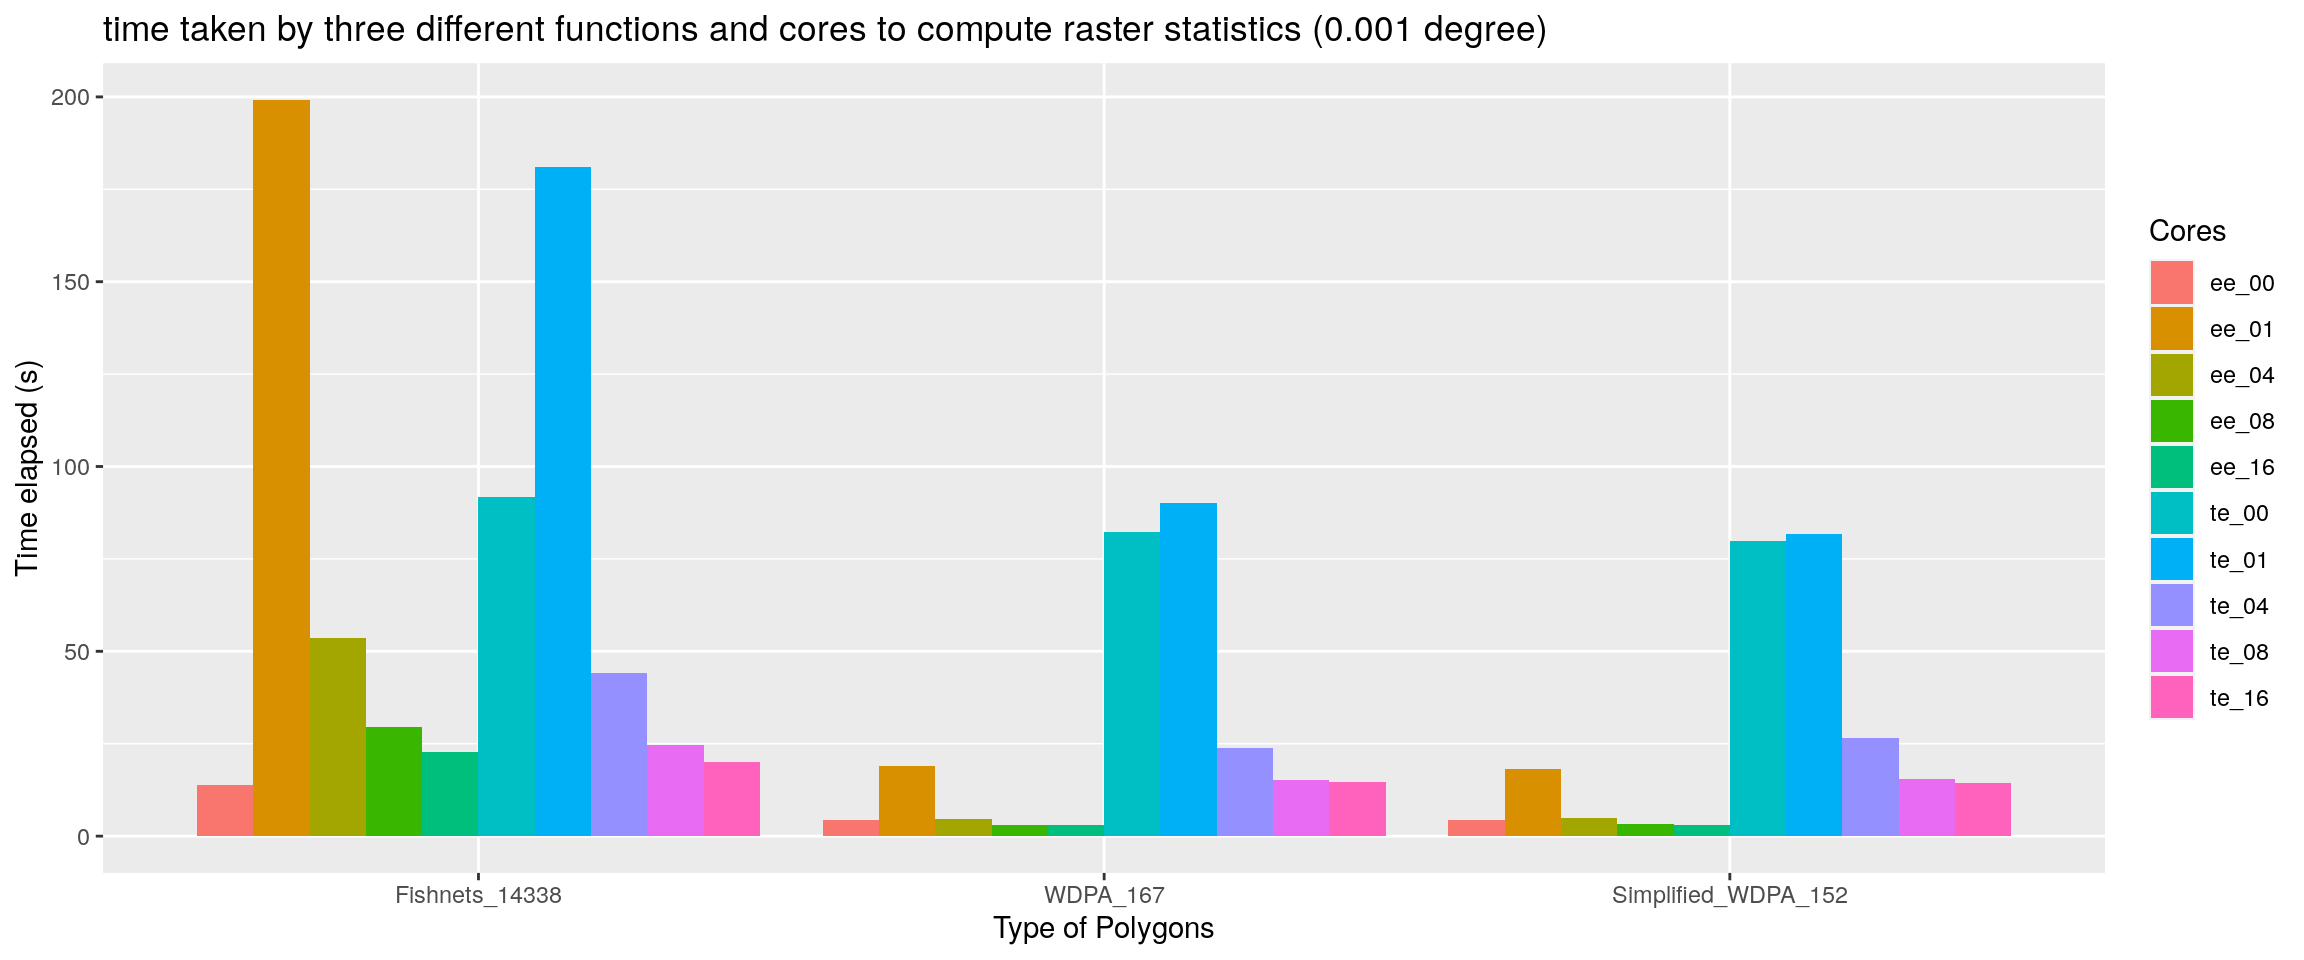 time taken by three different functions and cores to compute raster statistics (0.001 degree)
Time elapsed (s)
200
150
100
50
0
Fishnets_14338
WDPA_167
Simplified_WDPA_152
Type of Polygons
Cores
ee_00
ee_01
ee_04
ee_08
ee_16
te_00
te_01
te_04
te_08
te_16